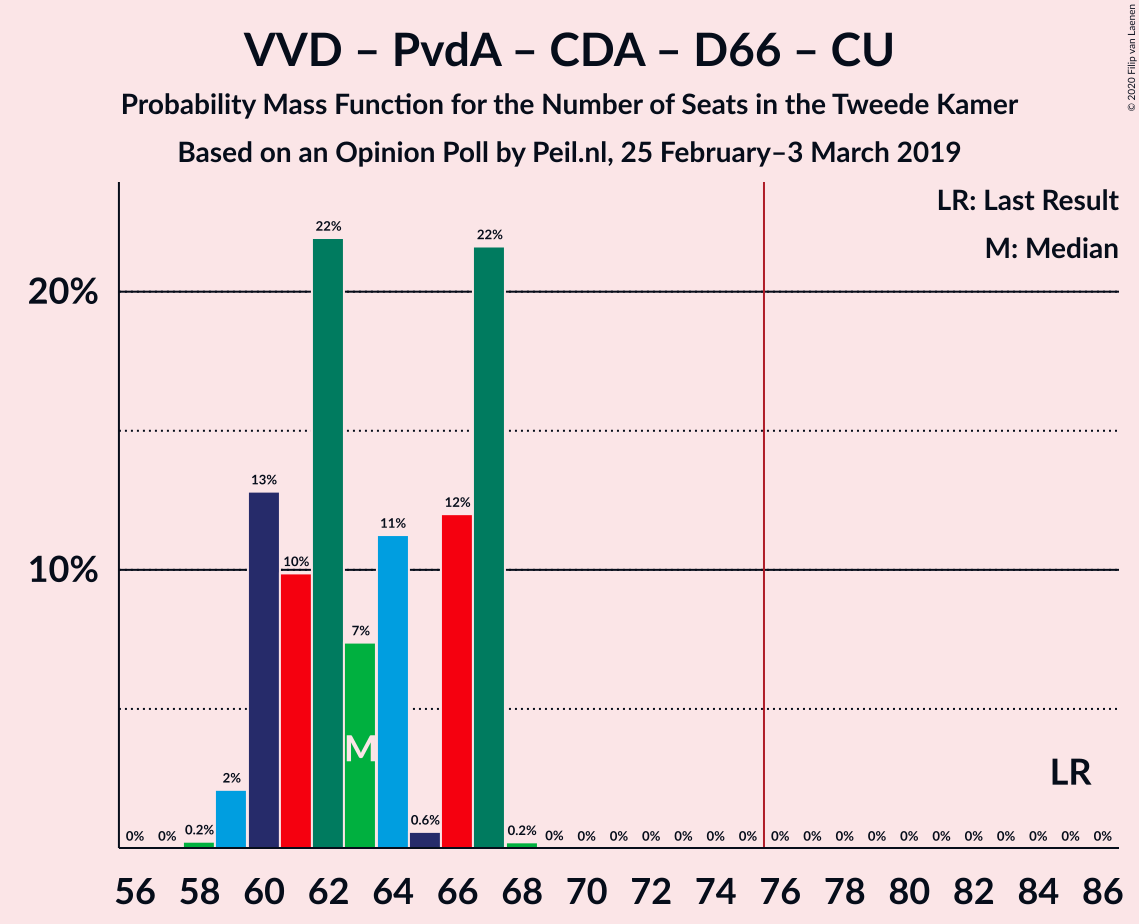 VVD – PvdA – CDA – D66 – CU
Probability Mass Function for the Number of Seats in the Tweede Kamer
Based on an Opinion Poll by Peil.nl, 25 February–3 March 2019
© 2020 Filip van Laenen
LR: Last Result
M: Median
20%
10%
0% 0% 0.2% 2% 13% 10% 22% 7% 11% 0.6% 12% 22% 0.2% 0% 0% 0% 0% 0% 0% 0% 0% 0% 0% 0% 0% 0% 0% 0% 0% 0% 0%
M
LR
56 58 60 62 64 66 68 70 72 74 76 78 80 82 84 86